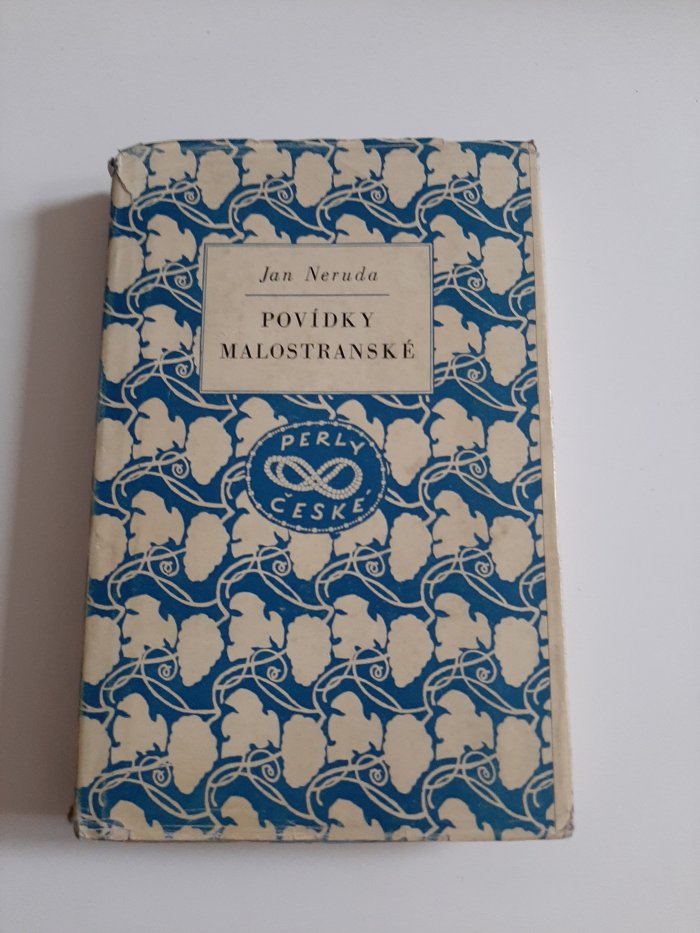 Jan Neruda
POVÍDKY
MALOSTRANSKÉ
PERLY
ČESKÉ